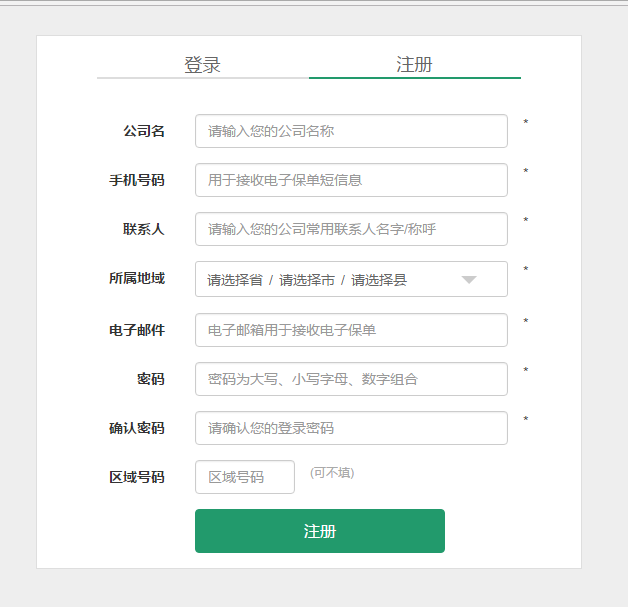 登录 注册
公司名 请输入您的公司名称 *
手机号码 用于接收电子保单短信息 *
联系人 请输入您的公司常用联系人名字/称呼 *
所属地域 请选择省 / 请选择市 / 请选择县 *
电子邮件 电子邮箱用于接收电子保单 *
密码 密码为大写、小写字母、数字组合 *
确认密码 请确认您的登录密码 *
区域号码 区域号码 (可不填)
注册